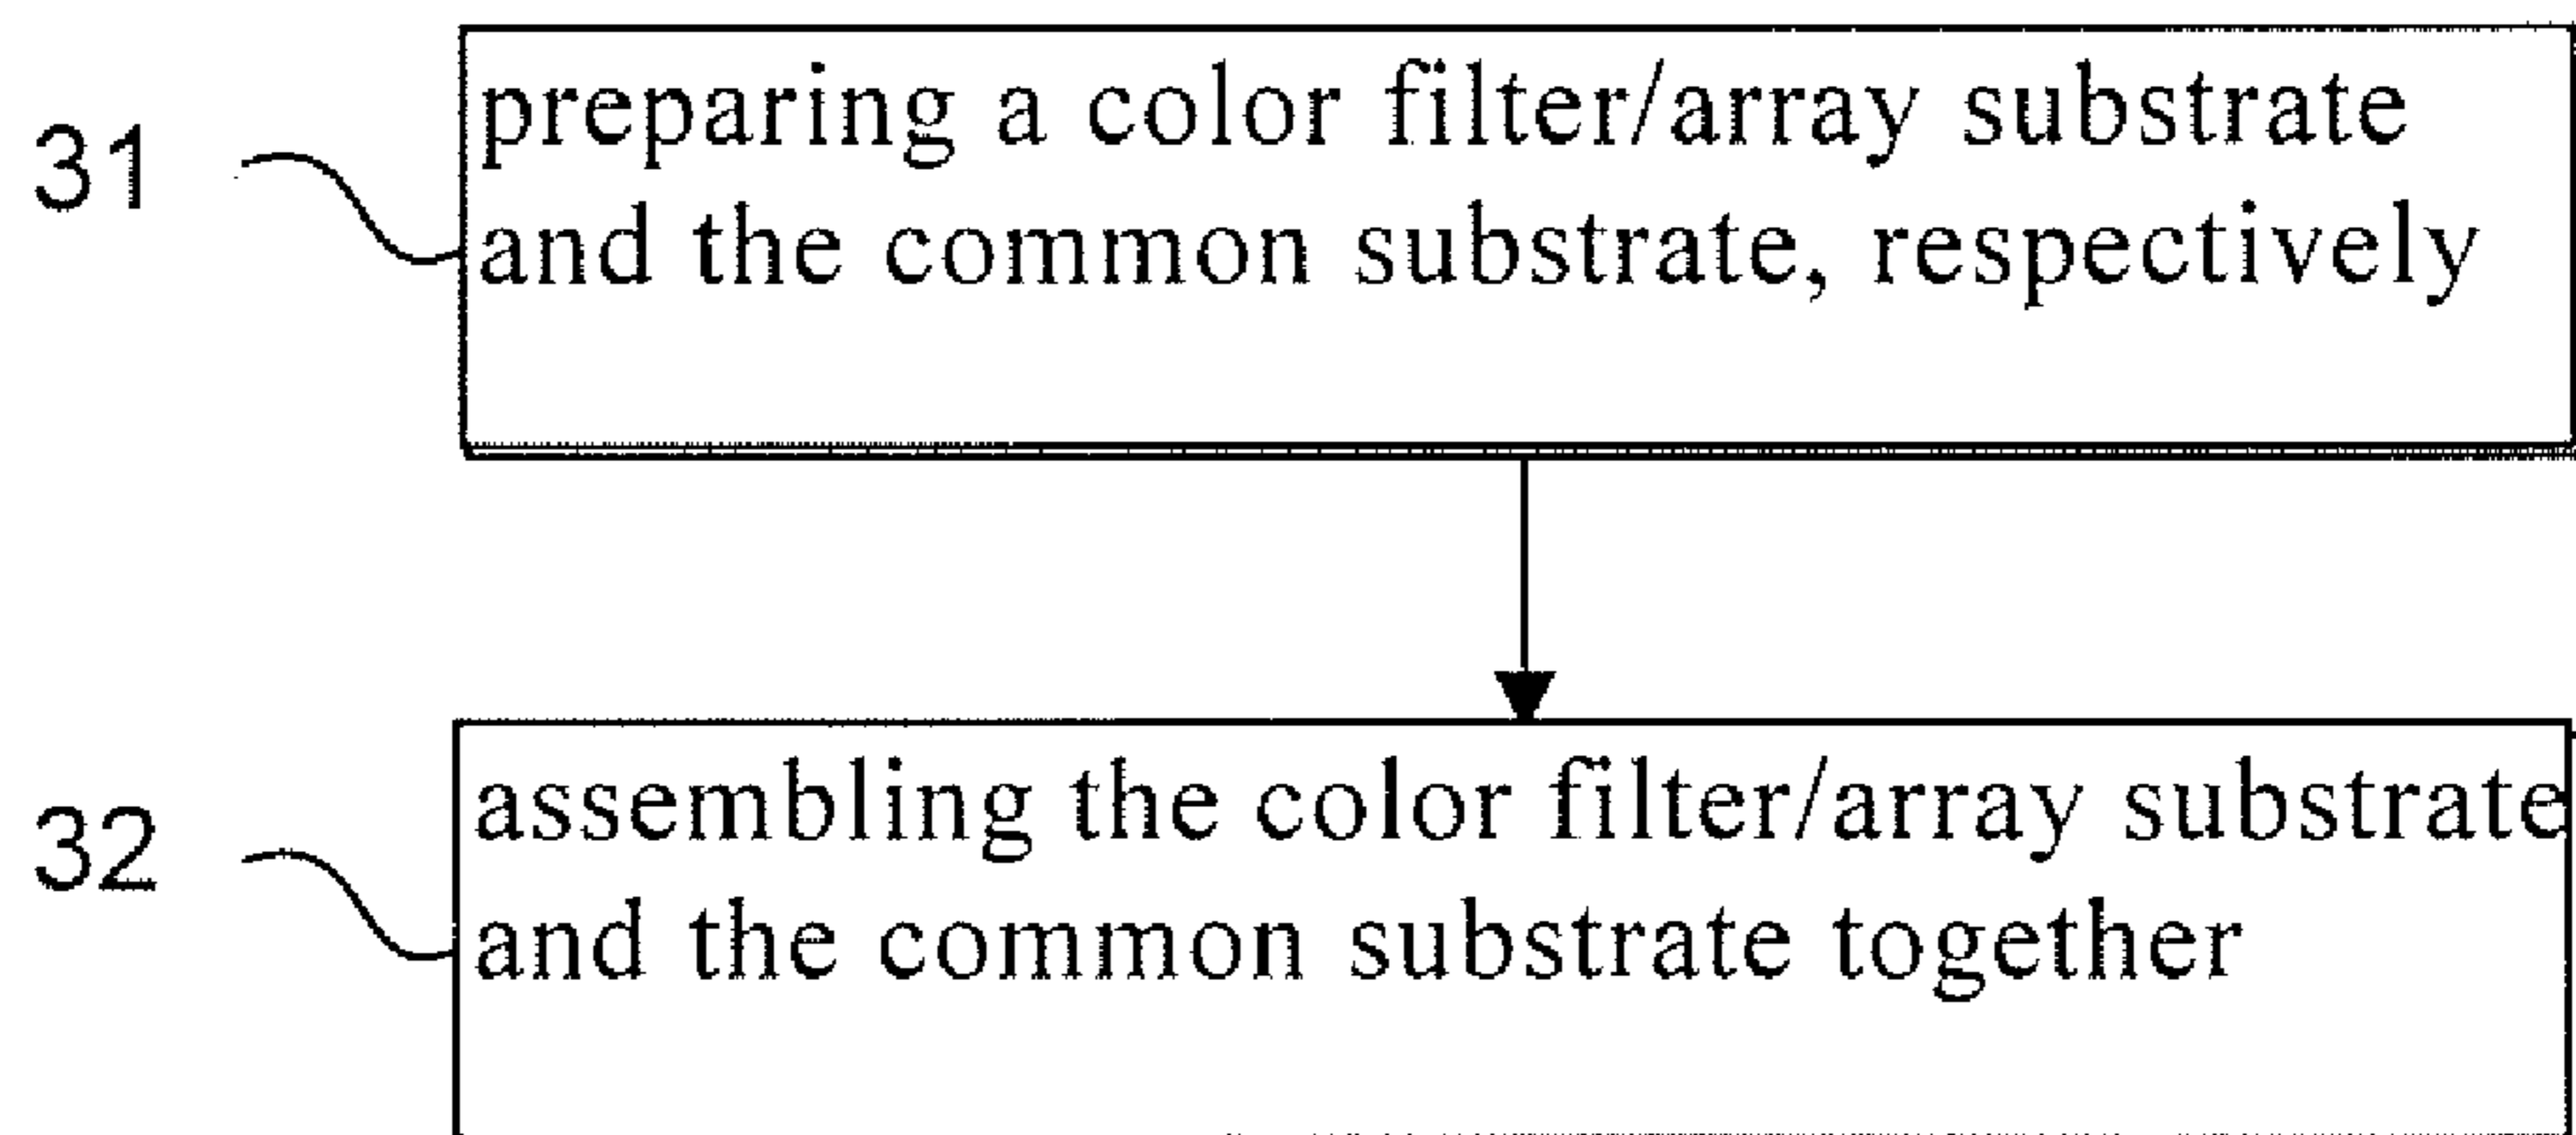 31
preparing a color filter/array substrate
and the common substrate, respectively
32
assembling the color filter/array substrate
and the common substrate together